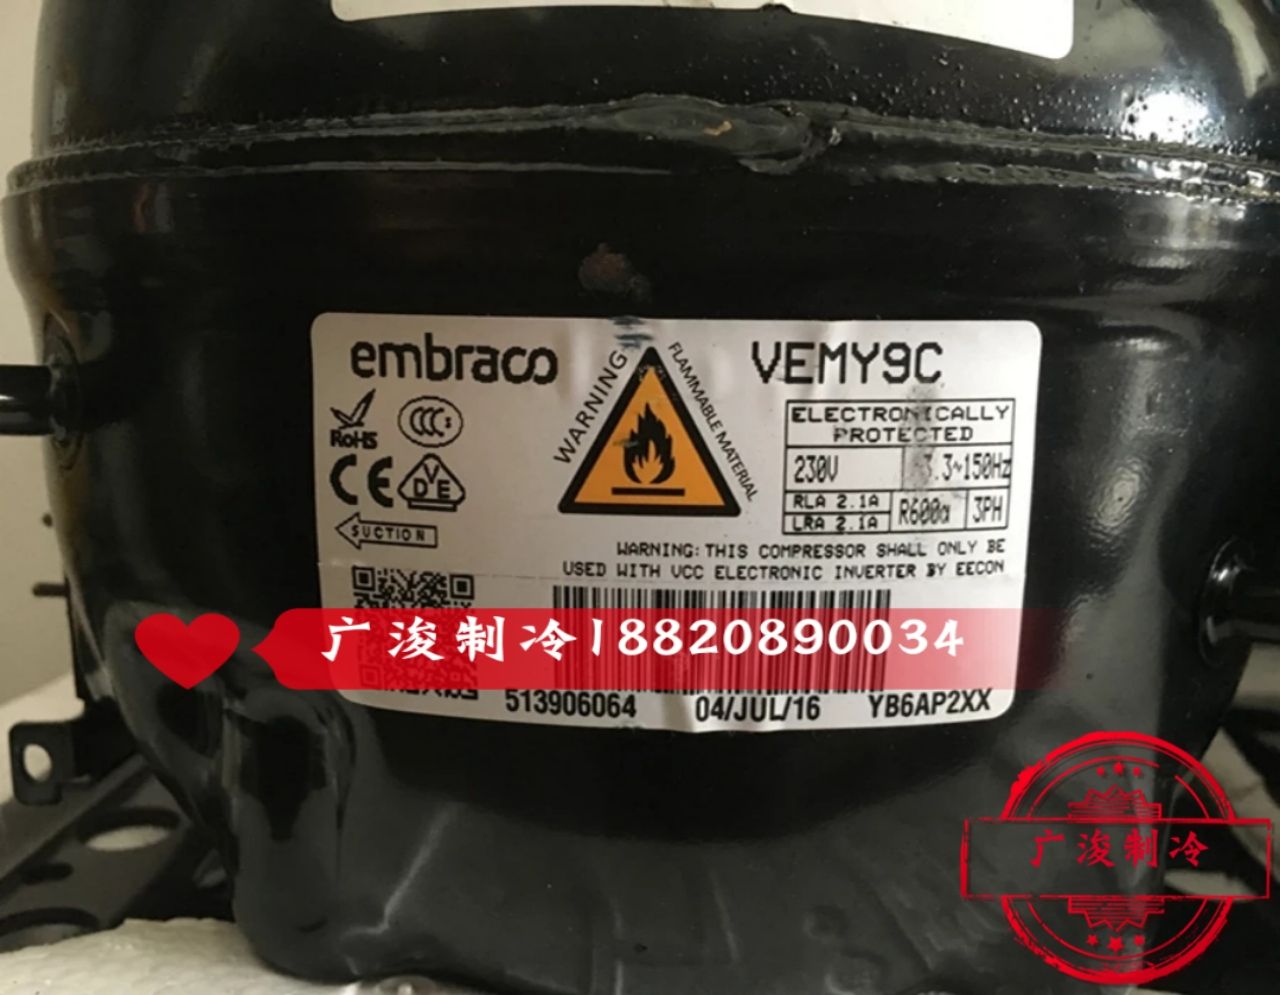 embraco
WARNING
FLAMMABLE MATERIAL
VEMY9C
RoHS
CCC
CE
VDE
SUCTION
ELECTRONICALLY
PROTECTED
230V
3.3~150Hz
RLA 2.1A
LRA 2.1A
R600a
3PH
WARNING: THIS COMPRESSOR SHALL ONLY BE
USED WITH VCC ELECTRONIC INVERTER BY EECON
广浚制冷18820890034
513906064 04/JUL/16 YB6AP2XX
广浚制冷